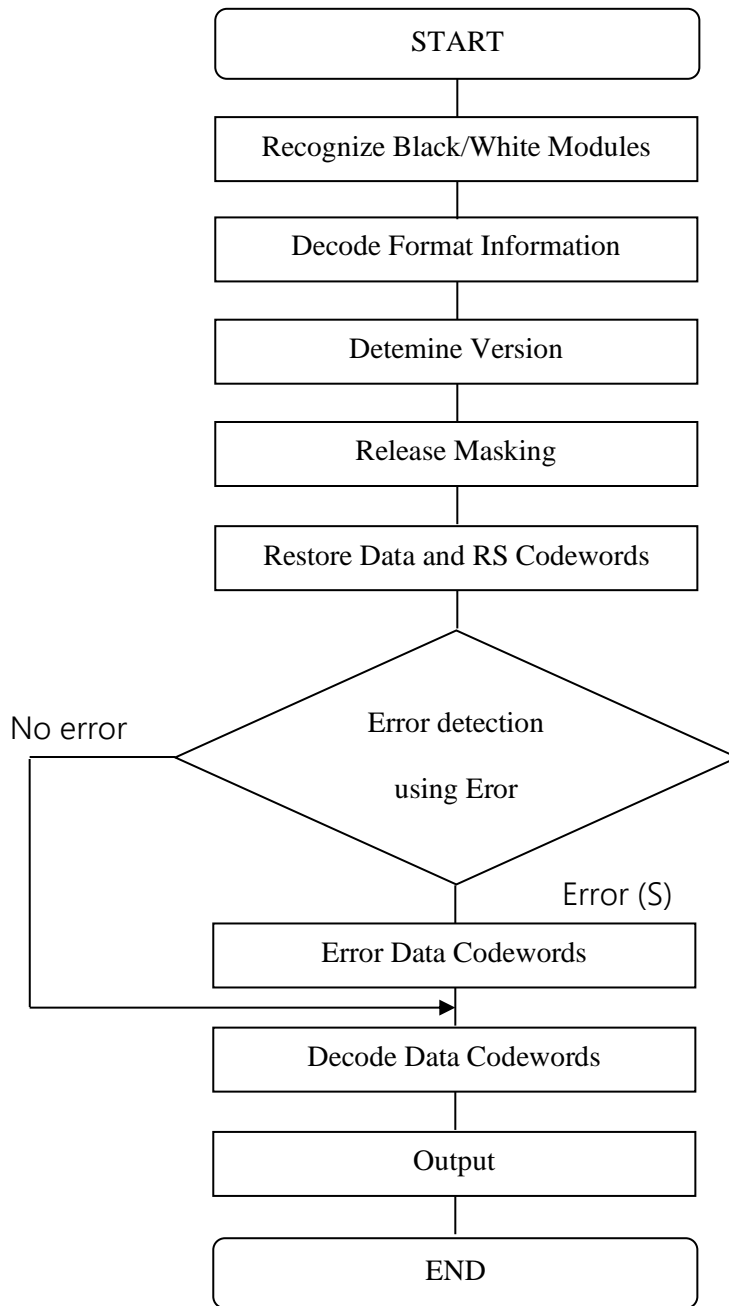 START
Recognize Black/White Modules
Decode Format Information
Detemine Version
Release Masking
Restore Data and RS Codewords
No error
Error detection
using Eror
Error (S)
Error Data Codewords
Decode Data Codewords
Output
END